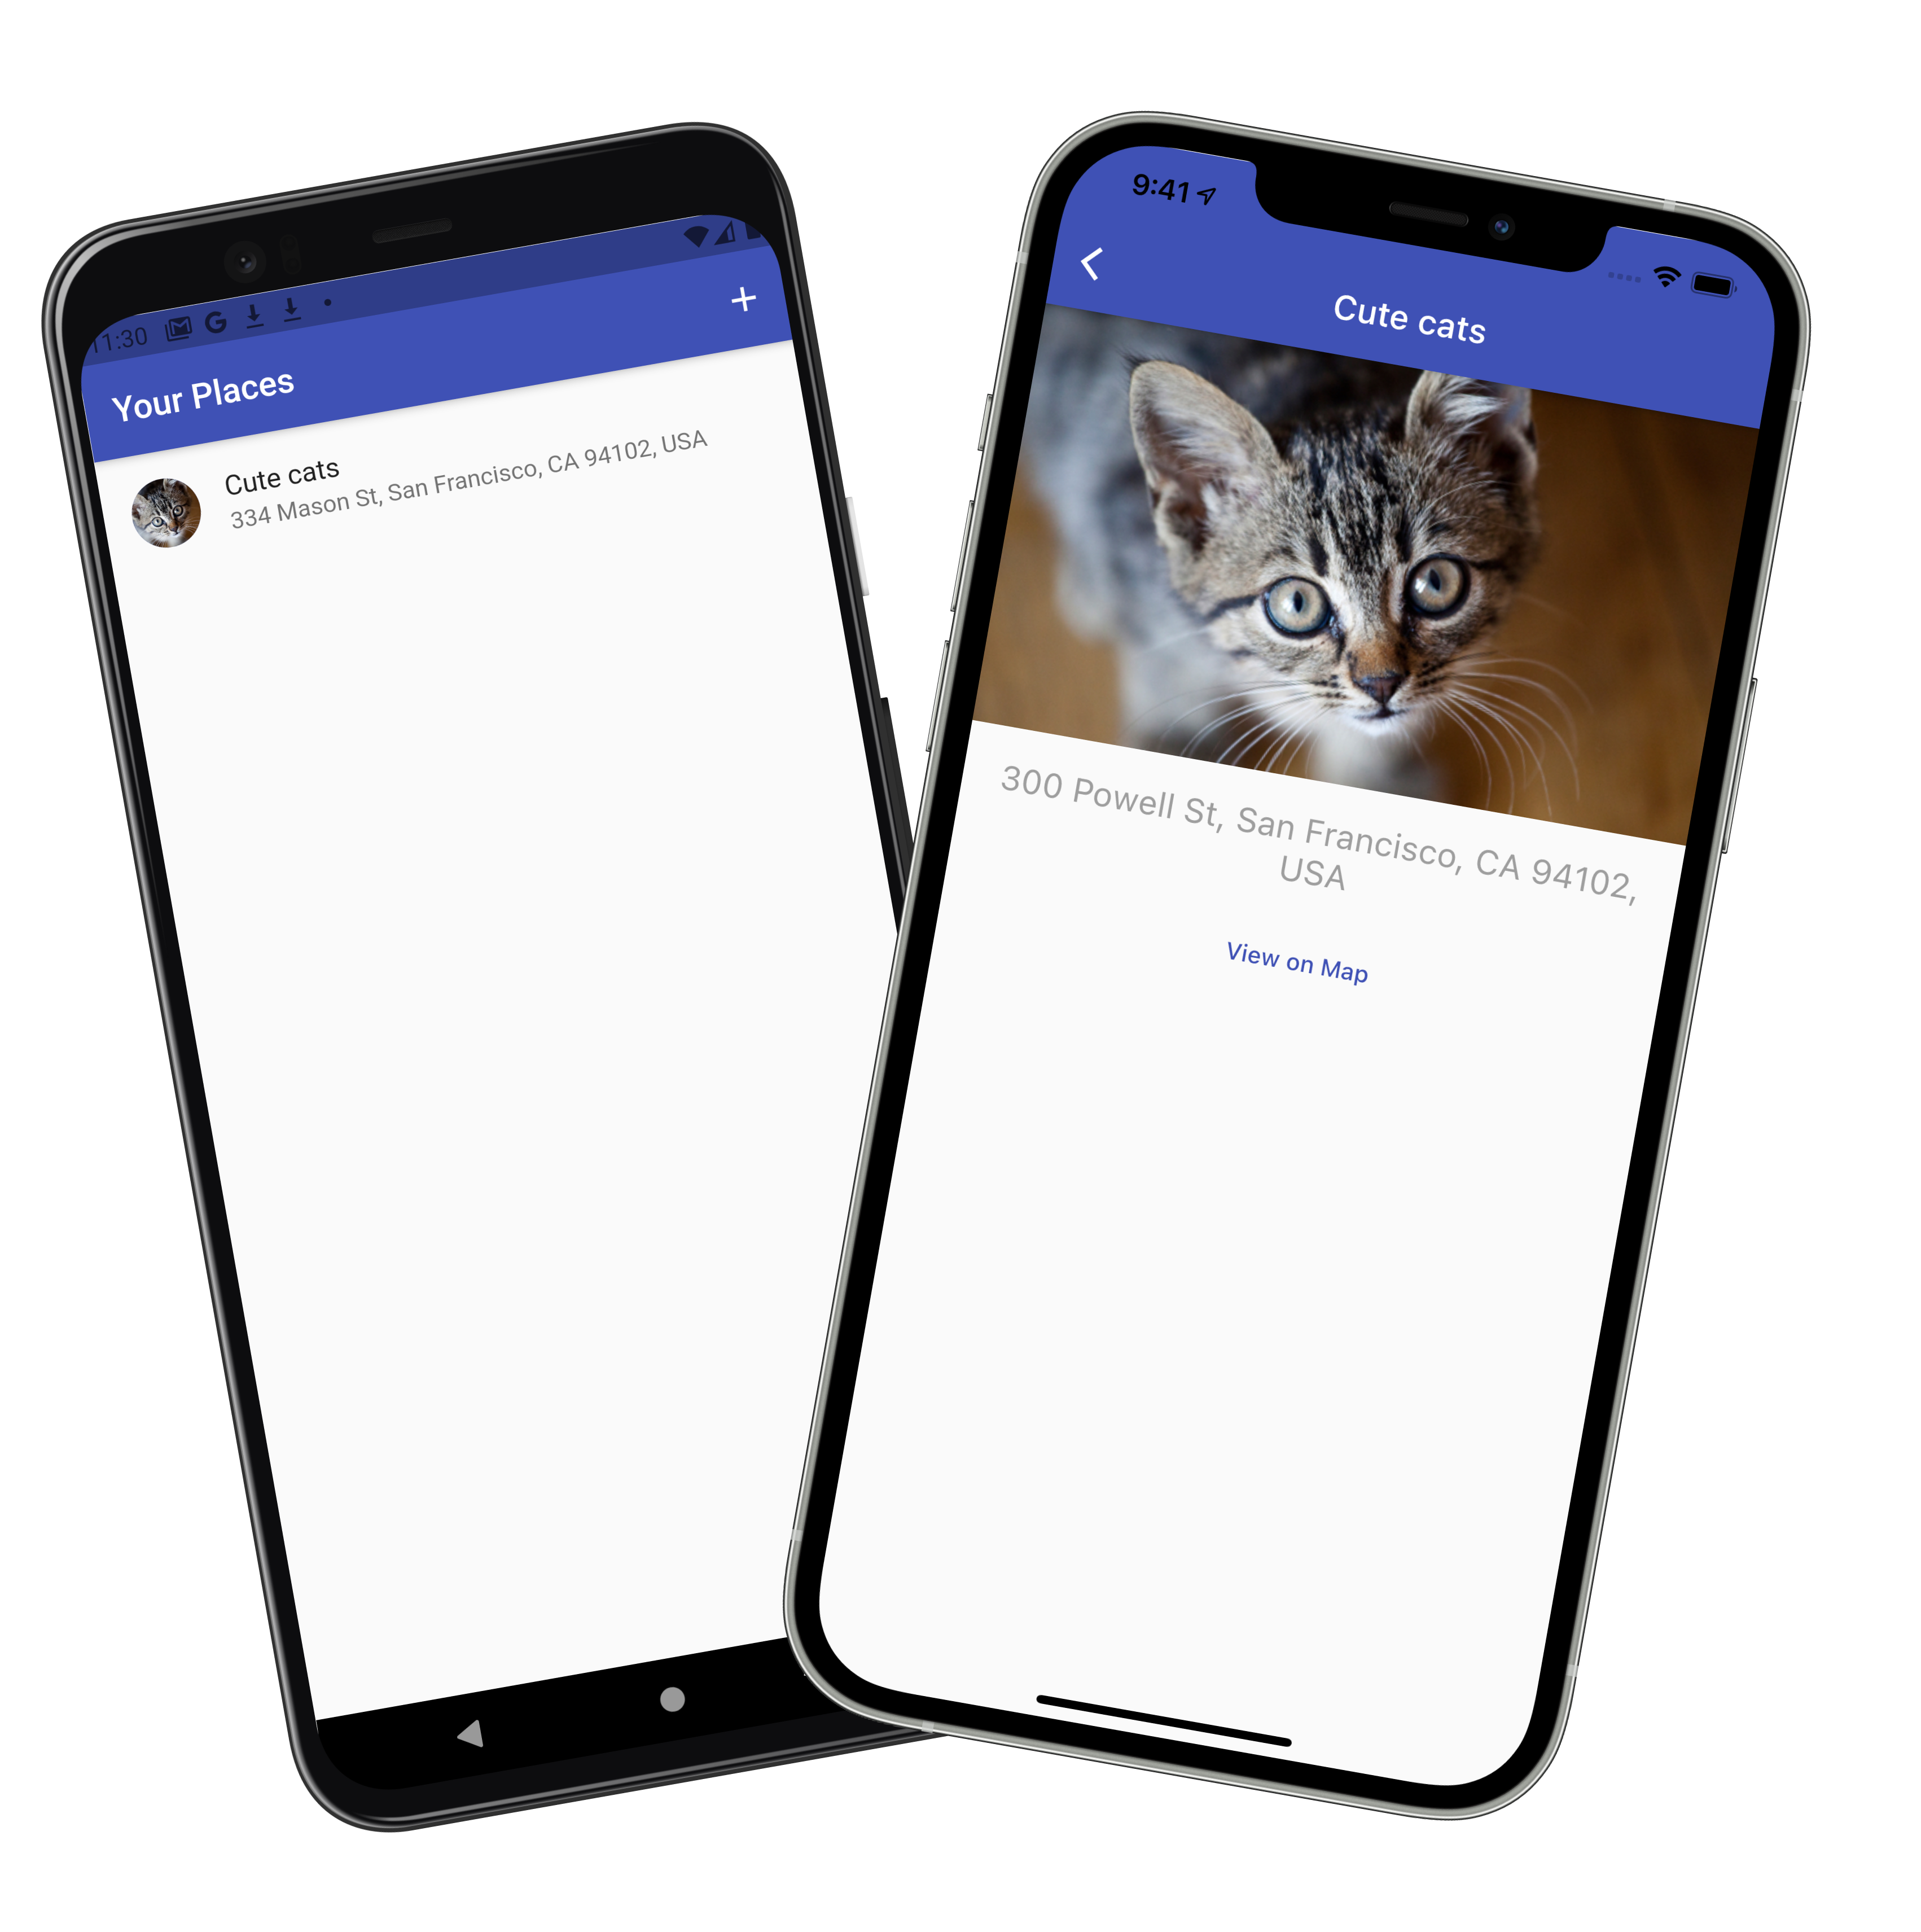 11:30
Your Places
Cute cats
334 Mason St, San Francisco, CA 94102, USA
9:41
Cute cats
300 Powell St, San Francisco, CA 94102,
USA
View on Map